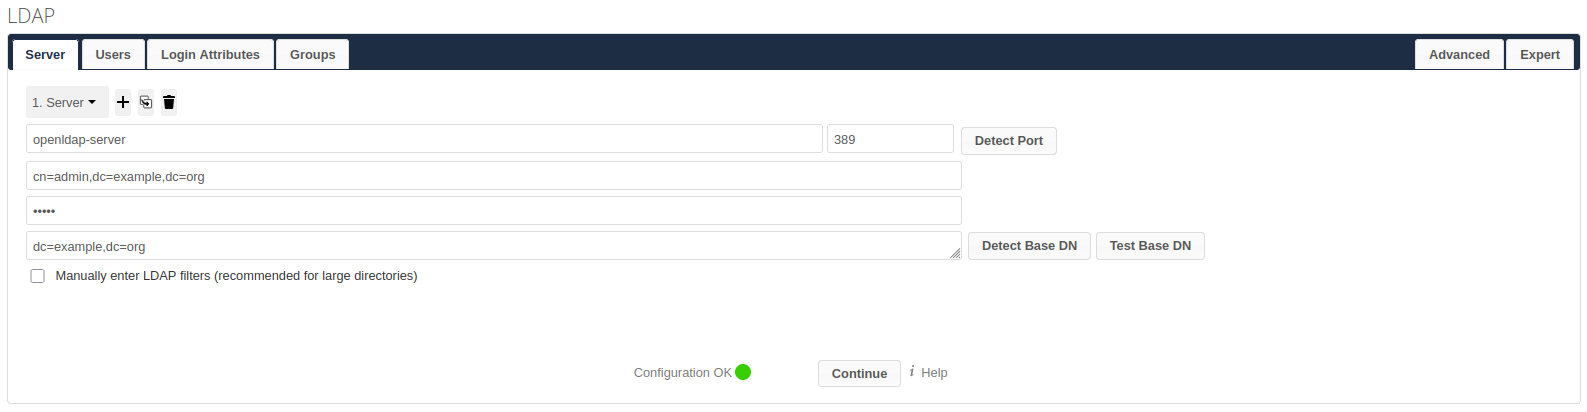 LDAP
Server Users Login Attributes Groups Advanced Expert
1. Server
openldap-server 389 Detect Port
cn=admin,dc=example,dc=org
•••••
dc=example,dc=org Detect Base DN Test Base DN
Manually enter LDAP filters (recommended for large directories)
Configuration OK Continue i Help